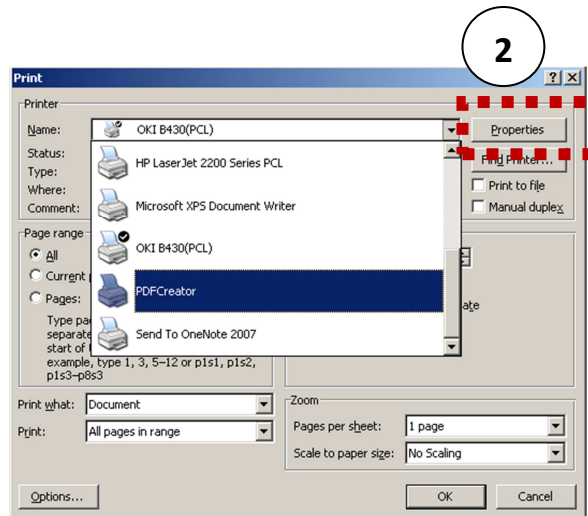 2
Print
Printer
Name: OKI B430(PCL) Properties
Status:
Type: HP LaserJet 2200 Series PCL Find Printer...
Where: Print to file
Comment: Microsoft XPS Document Writer Manual duplex
Page range
All OKI B430(PCL)
Current
Pages: PDFCreator
Type
separate Send To OneNote 2007
start of
example, type 1, 3, 5–12 or p1s1, p1s2,
p1s3–p8s3
Print what: Document
Print: All pages in range
Zoom
Pages per sheet: 1 page
Scale to paper size: No Scaling
Options... OK Cancel